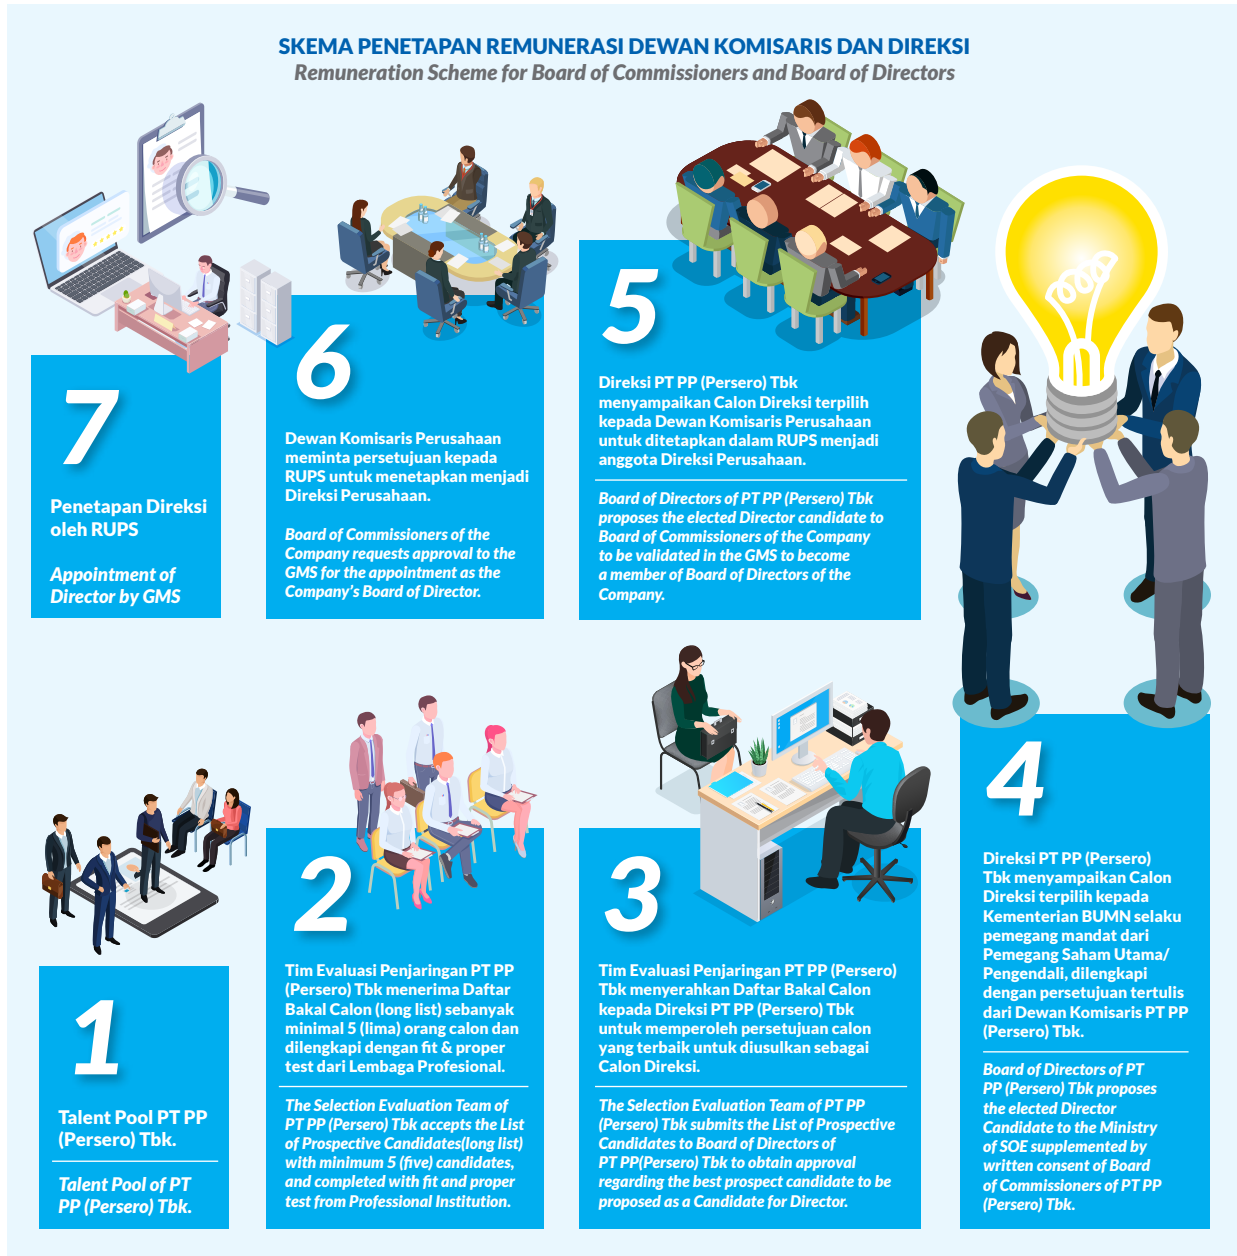 SKEMA PENETAPAN REMUNERASI DEWAN KOMISARIS DAN DIREKSI
Remuneration Scheme for Board of Commissioners and Board of Directors
1
Talent Pool PT PP
(Persero) Tbk.
Talent Pool of PT
PP (Persero) Tbk.
2
Tim Evaluasi Penjaringan PT PP
(Persero) Tbk menerima Daftar
Bakal Calon (long list) sebanyak
minimal 5 (lima) orang calon dan
dilengkapi dengan fit & proper
test dari Lembaga Profesional.
The Selection Evaluation Team of
PT PP (Persero) Tbk accepts the List
of Prospective Candidates(long list)
with minimum 5 (five) candidates,
and completed with fit and proper
test from Professional Institution.
3
Tim Evaluasi Penjaringan PT PP (Persero)
Tbk menyerahkan Daftar Bakal Calon
kepada Direksi PT PP (Persero) Tbk
untuk memperoleh persetujuan calon
yang terbaik untuk diusulkan sebagai
Calon Direksi.
The Selection Evaluation Team of PT PP
(Persero) Tbk submits the List of Prospective
Candidates to Board of Directors of
PT PP(Persero) Tbk to obtain approval
regarding the best prospect candidate to be
proposed as a Candidate for Director.
4
Direksi PT PP (Persero)
Tbk menyampaikan Calon
Direksi terpilih kepada
Kementerian BUMN selaku
pemegang mandat dari
Pemegang Saham Utama/
Pengendali, dilengkapi
dengan persetujuan tertulis
dari Dewan Komisaris PT PP
(Persero) Tbk.
Board of Directors of PT
PP (Persero) Tbk proposes
the elected Director
Candidate to the Ministry
of SOE supplemented by
written consent of Board
of Commissioners of PT PP
(Persero) Tbk.
5
Direksi PT PP (Persero) Tbk
menyampaikan Calon Direksi terpilih
kepada Dewan Komisaris Perusahaan
untuk ditetapkan dalam RUPS menjadi
anggota Direksi Perusahaan.
Board of Directors of PT PP (Persero) Tbk
proposes the elected Director candidate to
Board of Commissioners of the Company
to be validated in the GMS to become
a member of Board of Directors of the
Company.
6
Dewan Komisaris Perusahaan
meminta persetujuan kepada
RUPS untuk menetapkan menjadi
Direksi Perusahaan.
Board of Commissioners of the
Company requests approval to the
GMS for the appointment as the
Company's Board of Director.
7
Penetapan Direksi
oleh RUPS
Appointment of
Director by GMS